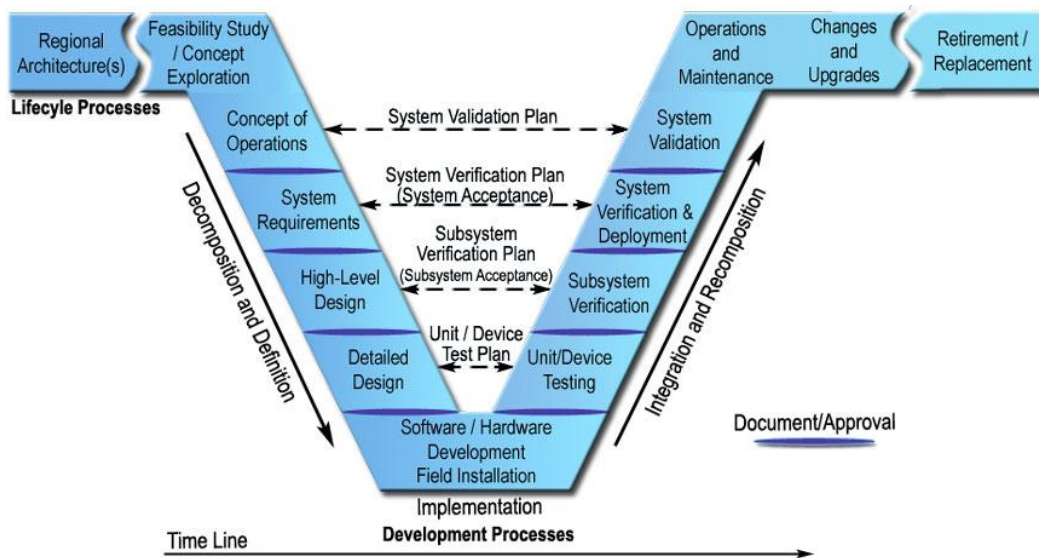 Regional
Architecture(s)
Feasibility Study
/ Concept
Exploration
Operations
and
Maintenance
Changes
and
Upgrades
Retirement /
Replacement
Lifecyle Processes
Concept of
Operations
System Validation Plan
System
Validation
System
Requirements
System Verification Plan
(System Acceptance)
System
Verification &
Deployment
High-Level
Design
Subsystem
Verification Plan
(Subsystem Acceptance)
Subsystem
Verification
Detailed
Design
Unit / Device
Test Plan
Unit/Device
Testing
Decomposition and Definition
Integration and Recomposition
Software / Hardware
Development
Field Installation
Document/Approval
Implementation
Development Processes
Time Line